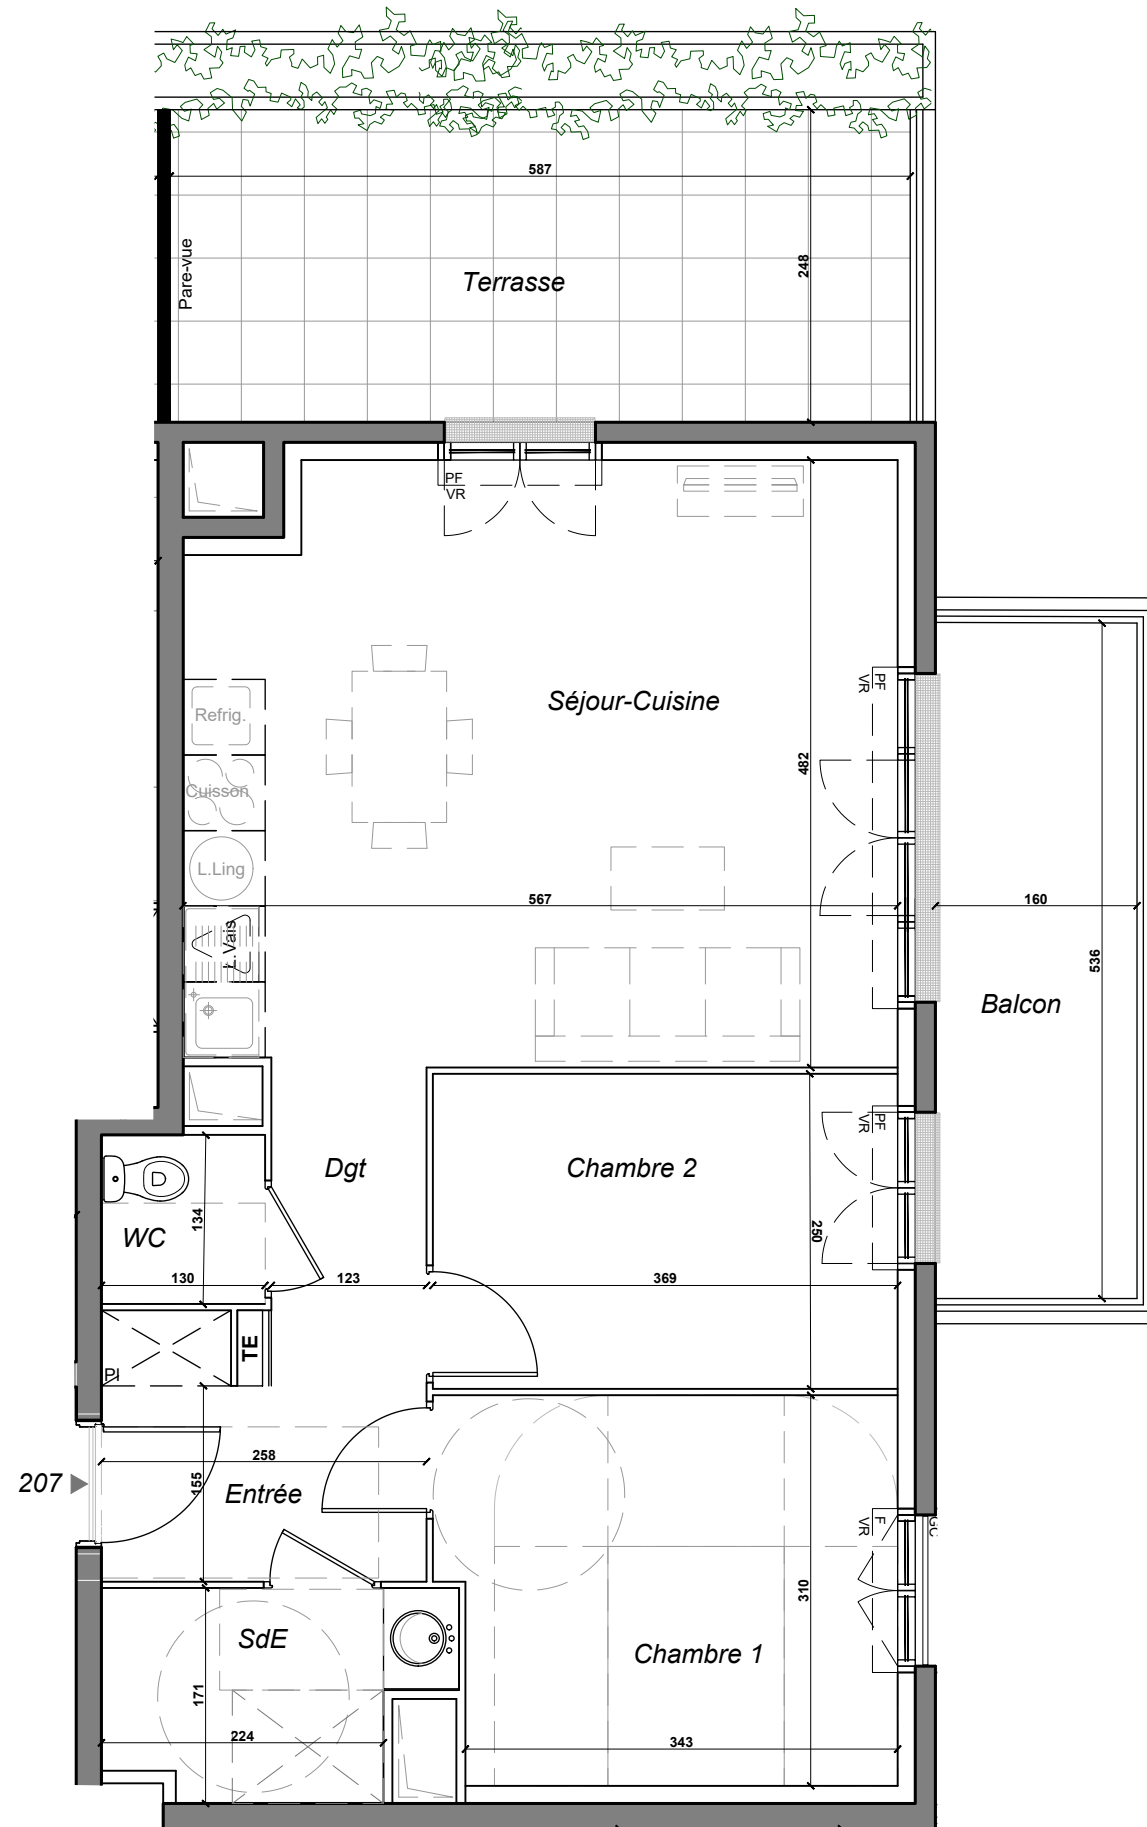 587
Pare-vue
Terrasse
248
PF
VR
Séjour-Cuisine
PF
VR
Refrig.
Cuisson
L.Ling
L.Vais
482
567
160
536
Balcon
Dgt
Chambre 2
PF
VR
WC
134
130
123
369
250
TE
Pl
258
155
207
Entrée
F
VR
GC
310
SdE
Chambre 1
171
224
343